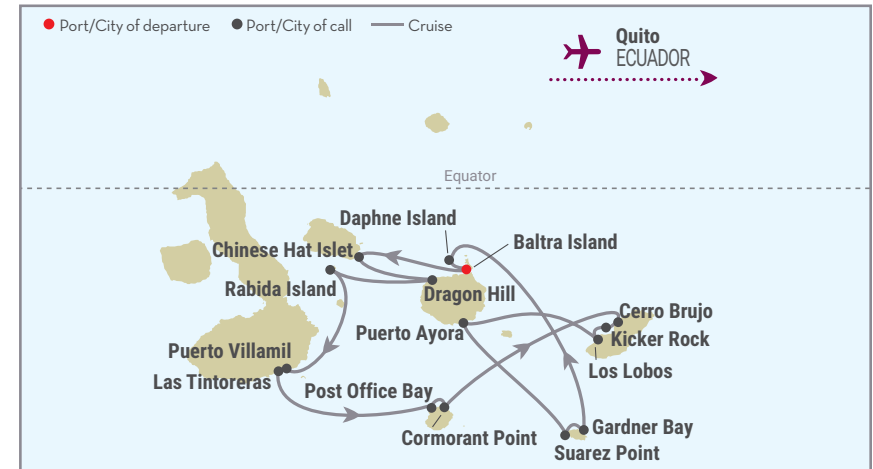 Port/City of departure
Port/City of call
Cruise
Quito
ECUADOR
Equator
Daphne Island
Baltra Island
Chinese Hat Islet
Rabida Island
Dragon Hill
Cerro Brujo
Puerto Ayora
Kicker Rock
Puerto Villamil
Los Lobos
Las Tintoreras
Post Office Bay
Gardner Bay
Cormorant Point
Suarez Point